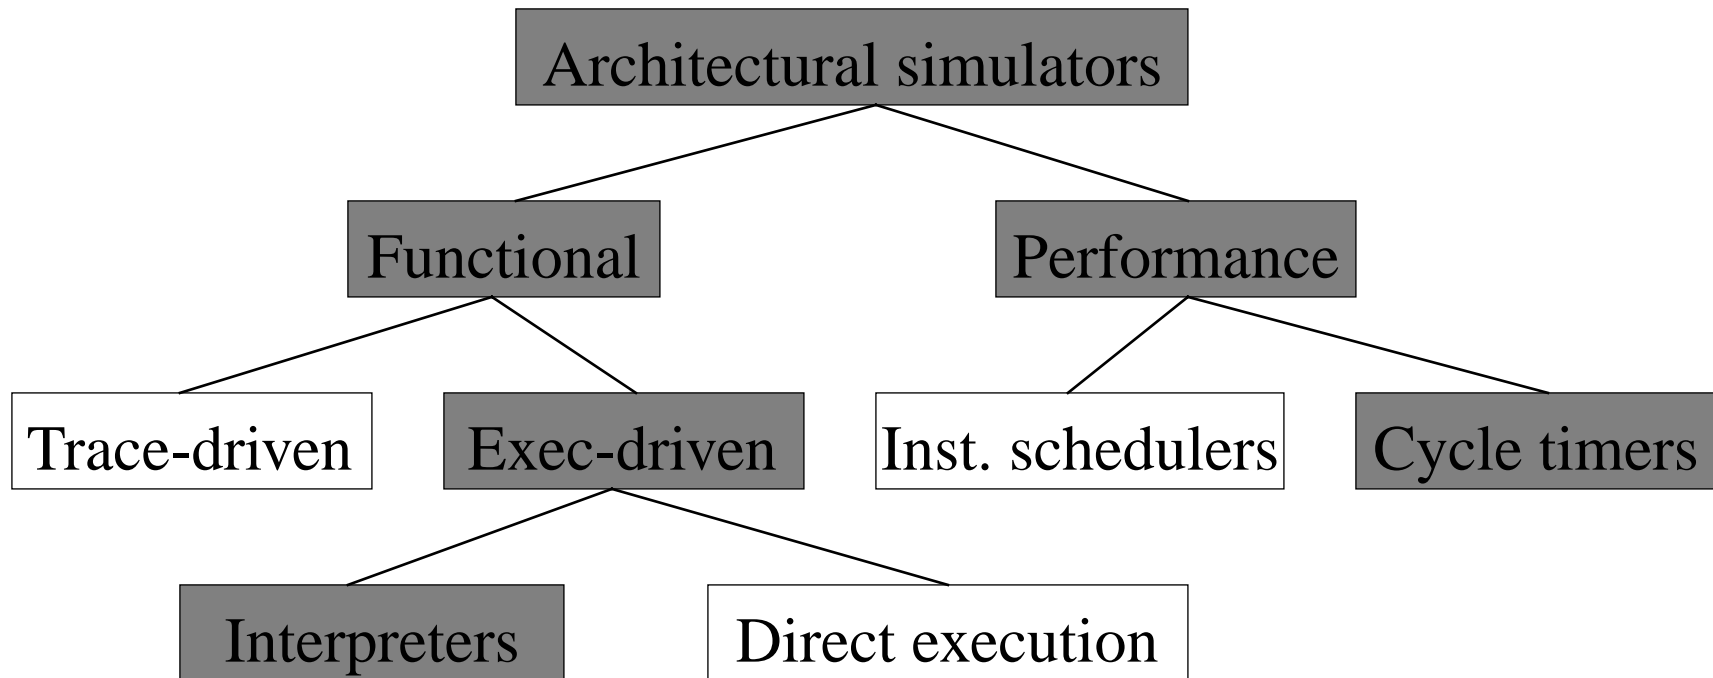 Architectural simulators
Functional
Performance
Trace-driven
Exec-driven
Inst. schedulers
Cycle timers
Interpreters
Direct execution